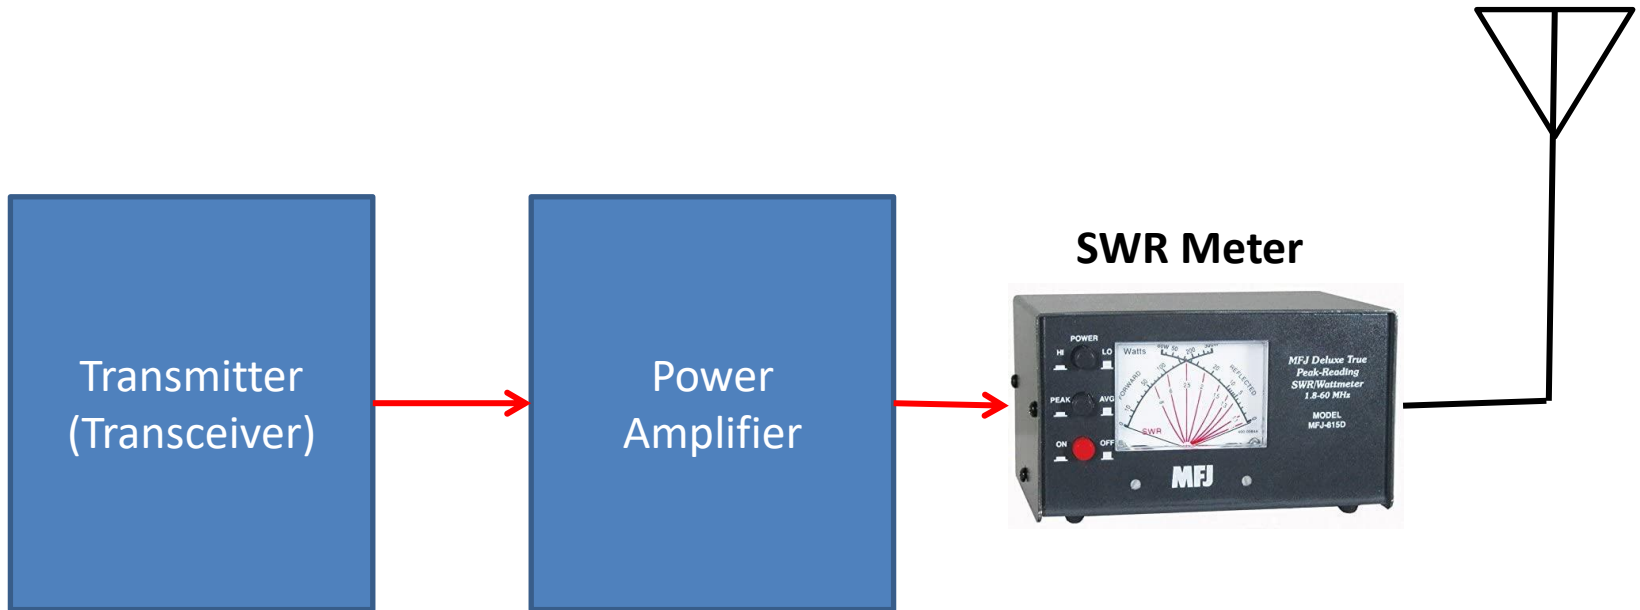 SWR Meter
Transmitter
(Transceiver)
Power
Amplifier
POWER
HI
LO
PEAK
AVG
ON
OFF
Watts
FORWARD
REFLECTED
SWR
MFJ Deluxe True
Peak-Reading
SWR/Wattmeter
1.8-60 MHz
MODEL
MFJ-815D
MFJ